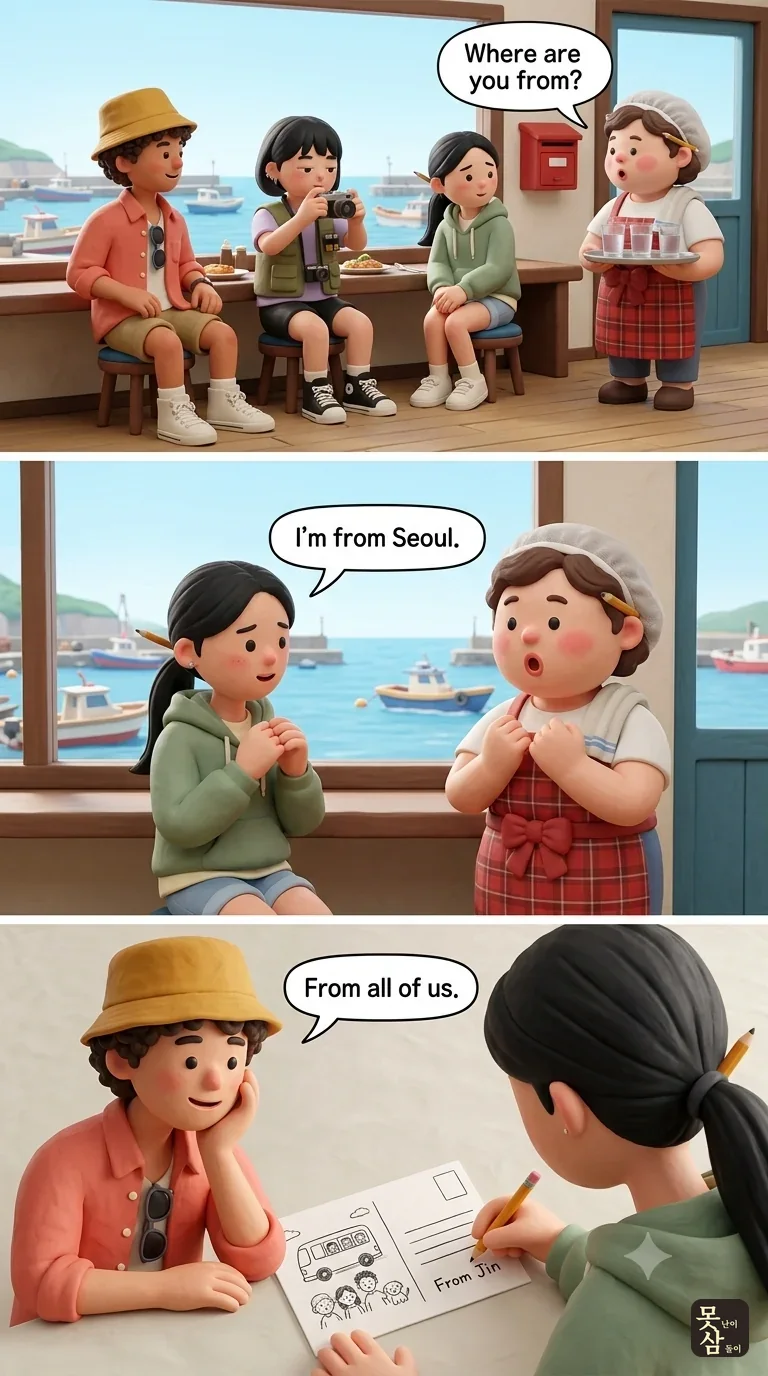 Where are
you from?
I'm from Seoul.
From all of us.
From Jin
못난이
삼돌이